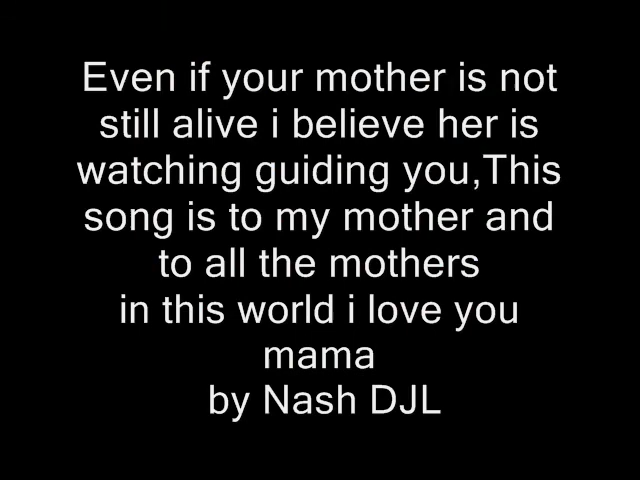 Even if your mother is not
still alive i believe her is
watching guiding you,This
song is to my mother and
to all the mothers
in this world i love you
mama
by Nash DJL